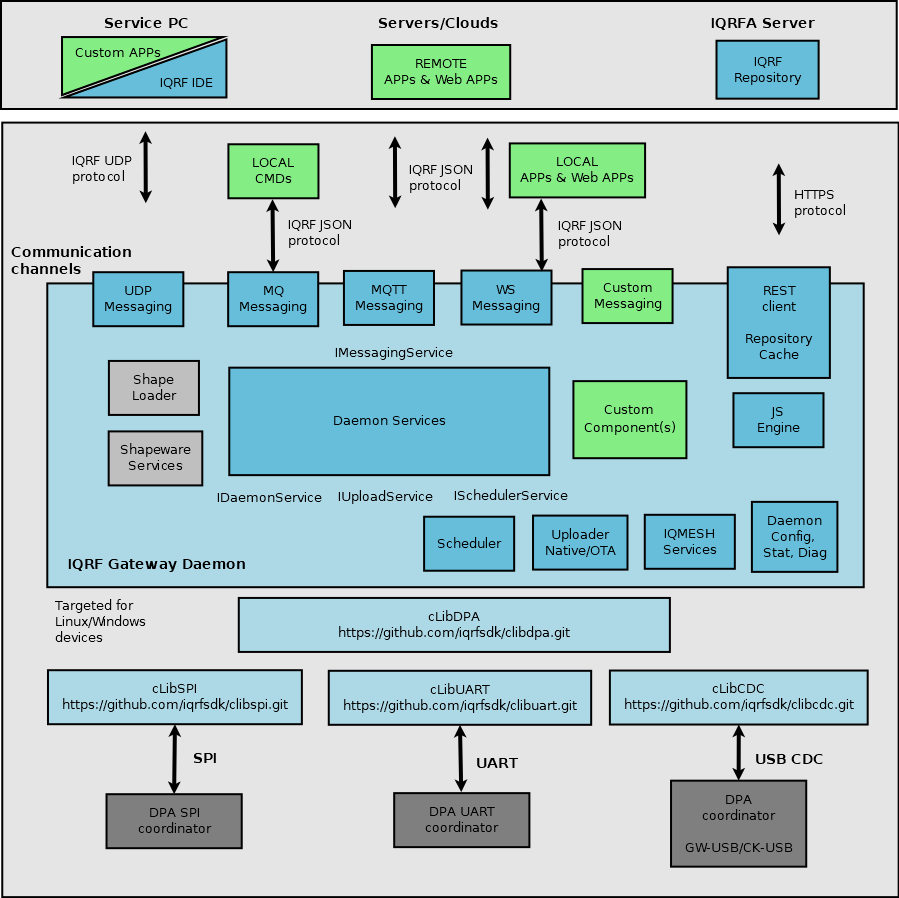 Service PC
Servers/Clouds
IQRFA Server
Custom APPs
IQRF IDE
REMOTE
APPs & Web APPs
IQRF
Repository
IQRF UDP
protocol
LOCAL
CMDs
IQRF JSON
protocol
LOCAL
APPs & Web APPs
HTTPS
protocol
IQRF JSON
protocol
IQRF JSON
protocol
Communication
channels
UDP
Messaging
MQ
Messaging
MQTT
Messaging
WS
Messaging
Custom
Messaging
REST
client
Repository
Cache
IMessagingService
Shape
Loader
Daemon Services
Custom
Component(s)
JS
Engine
Shapeware
Services
IDaemonService
IUploadService
ISchedulerService
Scheduler
Uploader
Native/OTA
IQMESH
Services
Daemon
Config,
Stat, Diag
IQRF Gateway Daemon
Targeted for
Linux/Windows
devices
cLibDPA
https://github.com/iqrfsdk/clibdpa.git
cLibSPI
https://github.com/iqrfsdk/clibspi.git
cLibUART
https://github.com/iqrfsdk/clibuart.git
cLibCDC
https://github.com/iqrfsdk/clibcdc.git
SPI
UART
USB CDC
DPA SPI
coordinator
DPA UART
coordinator
DPA
coordinator
GW-USB/CK-USB